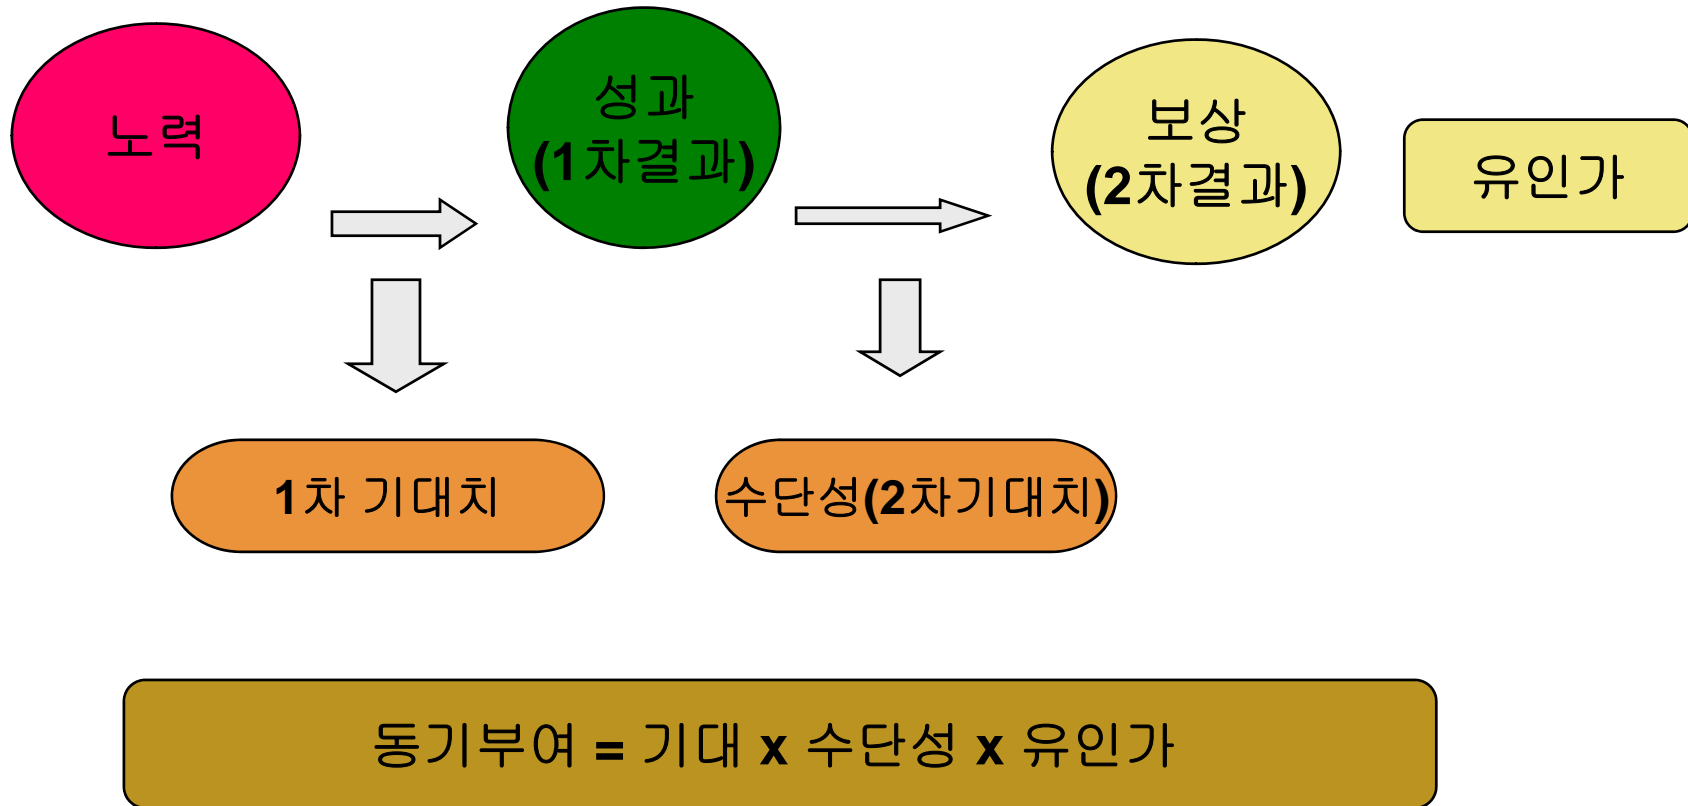 노력
성과
(1차결과)
보상
(2차결과)
유인가
1차 기대치
수단성(2차기대치)
동기부여 = 기대 x 수단성 x 유인가